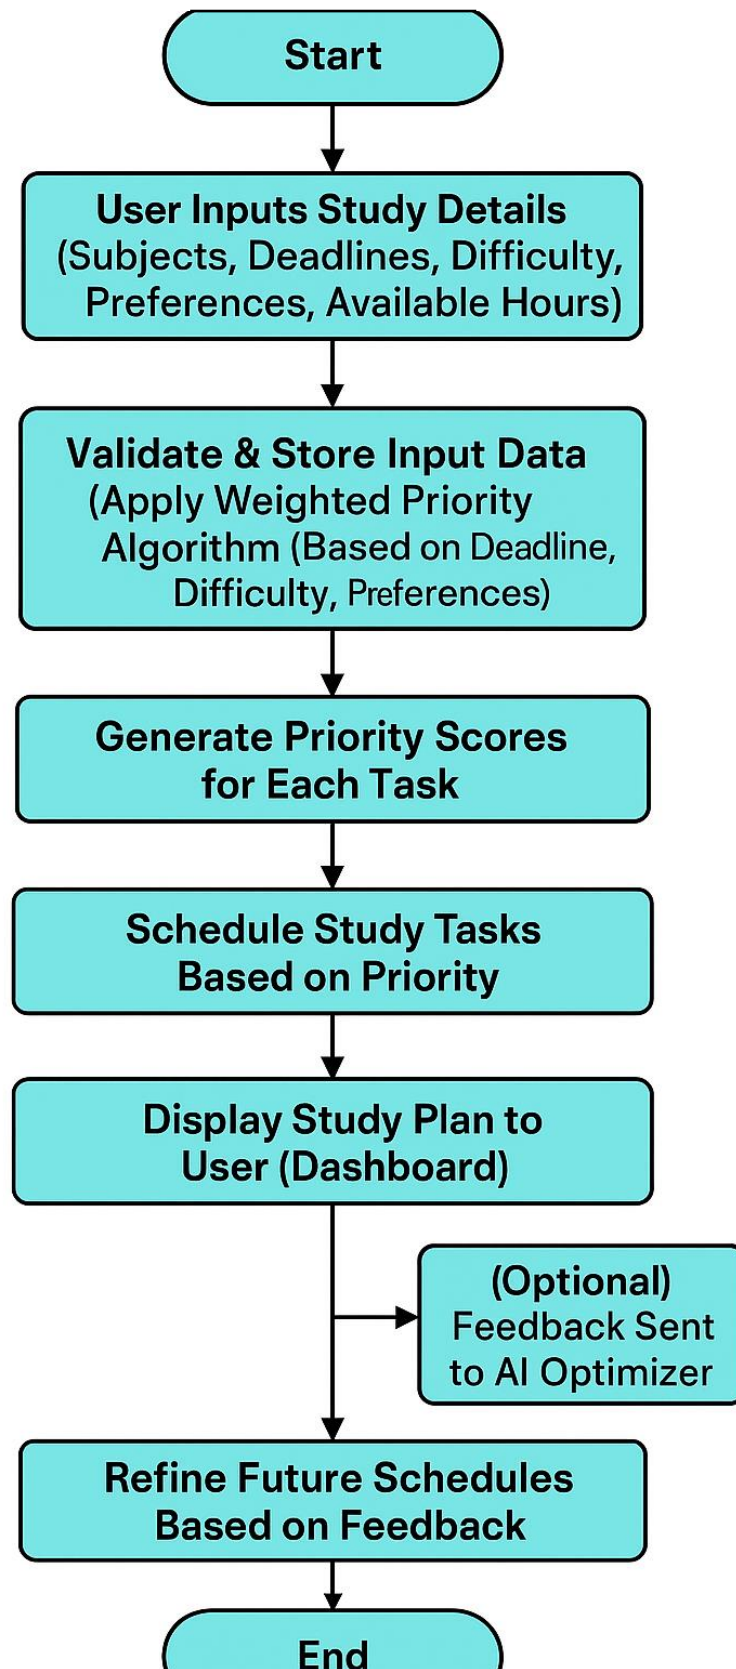 Start
User Inputs Study Details
(Subjects, Deadlines, Difficulty,
Preferences, Available Hours)
Validate & Store Input Data
(Apply Weighted Priority
Algorithm (Based on Deadline,
Difficulty, Preferences)
Generate Priority Scores
for Each Task
Schedule Study Tasks
Based on Priority
Display Study Plan to
User (Dashboard)
(Optional)
Feedback Sent
to AI Optimizer
Refine Future Schedules
Based on Feedback
End